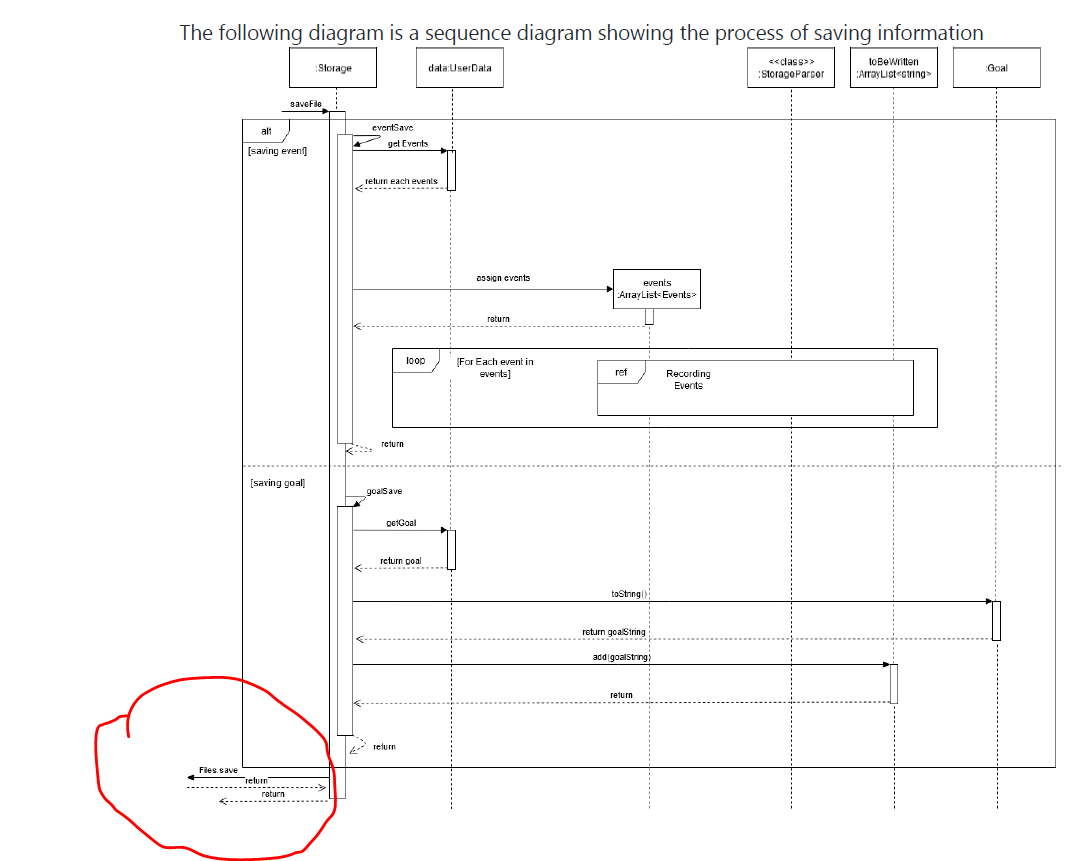 The following diagram is a sequence diagram showing the process of saving information
:Storage
data:UserData
<<class>>
:StorageParser
toBeWritten
:ArrayList<string>
:Goal
saveFile
alt
[saving event]
eventSave
get Events
return each events
assign events
events
:ArrayList<Events>
return
loop
[For Each event in
events]
ref
Recording
Events
return
[saving goal]
goalSave
getGoal
return goal
toString()
return goalString
add(goalString)
return
return
Files.save
return
return